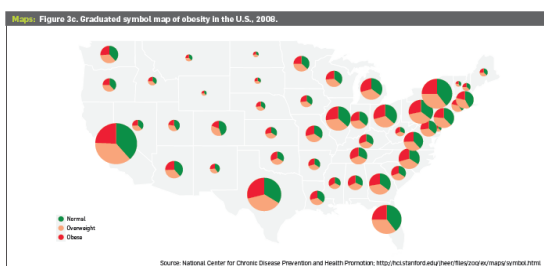 Maps: Figure 3c. Graduated symbol map of obesity in the U.S., 2008.
Normal
Overweight
Obese
Source: National Center for Chronic Disease Prevention and Health Promotion; http://hci.stanford.edu/jheer/files/zoo/ex/maps/symbol.html